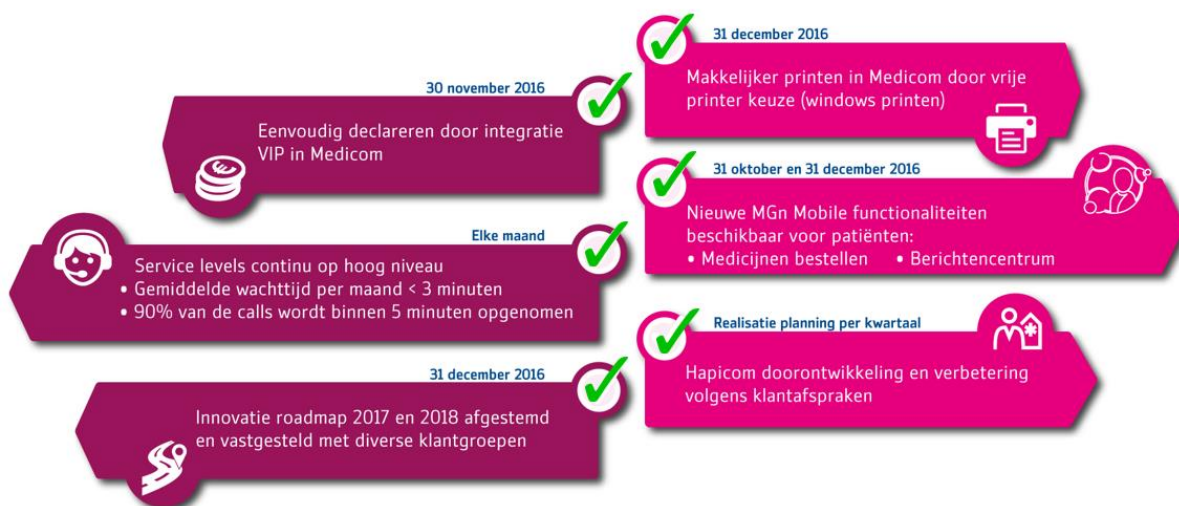 31 december 2016
Makkelijker printen in Medicom door vrije
printer keuze (windows printen)
30 november 2016
Eenvoudig declareren door integratie
VIP in Medicom
31 oktober en 31 december 2016
Nieuwe MGn Mobile functionaliteiten
beschikbaar voor patiënten:
• Medicijnen bestellen • Berichtencentrum
Elke maand
Service levels continu op hoog niveau
• Gemiddelde wachttijd per maand < 3 minuten
• 90% van de calls wordt binnen 5 minuten opgenomen
Realisatie planning per kwartaal
Hapicom doorontwikkeling en verbetering
volgens klantafspraken
31 december 2016
Innovatie roadmap 2017 en 2018 afgestemd
en vastgesteld met diverse klantgroepen